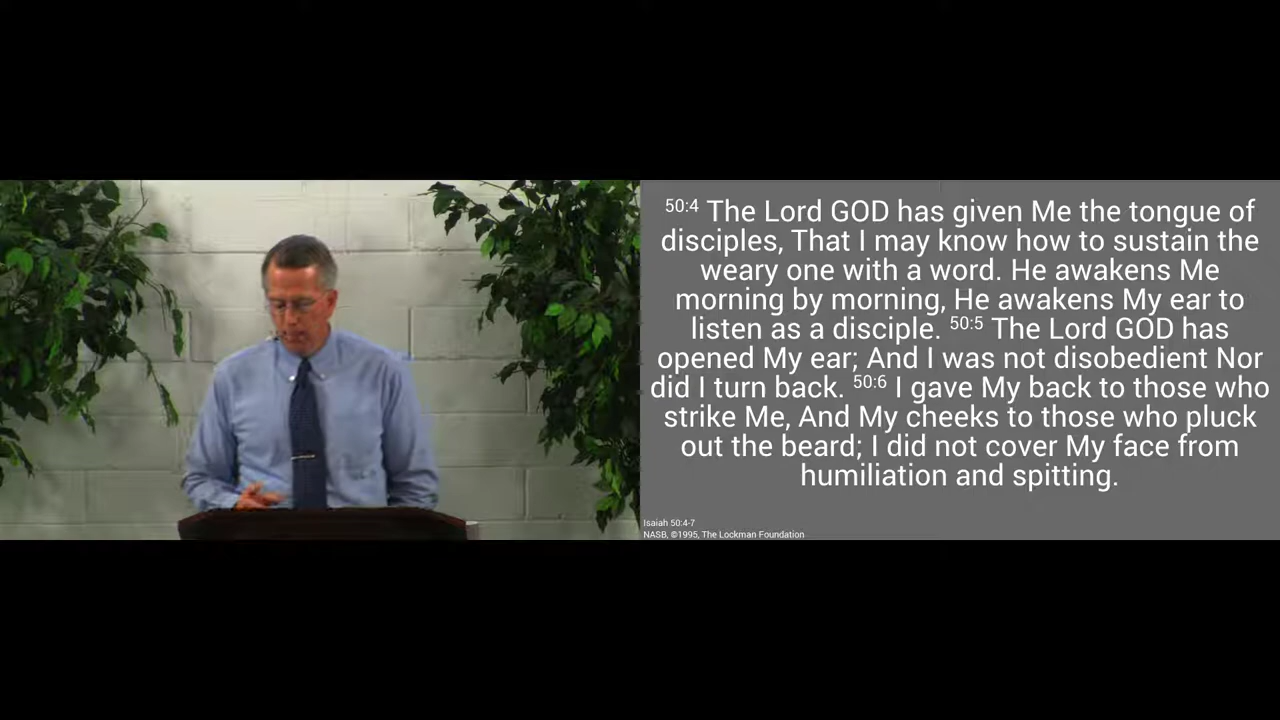 50:4 The Lord GOD has given Me the tongue of
disciples, That I may know how to sustain the
weary one with a word. He awakens Me
morning by morning, He awakens My ear to
listen as a disciple. 50:5 The Lord GOD has
opened My ear; And I was not disobedient Nor
did I turn back. 50:6 I gave My back to those who
strike Me, And My cheeks to those who pluck
out the beard; I did not cover My face from
humiliation and spitting.
Isaiah 50:4-7
NASB, ©1995, The Lockman Foundation